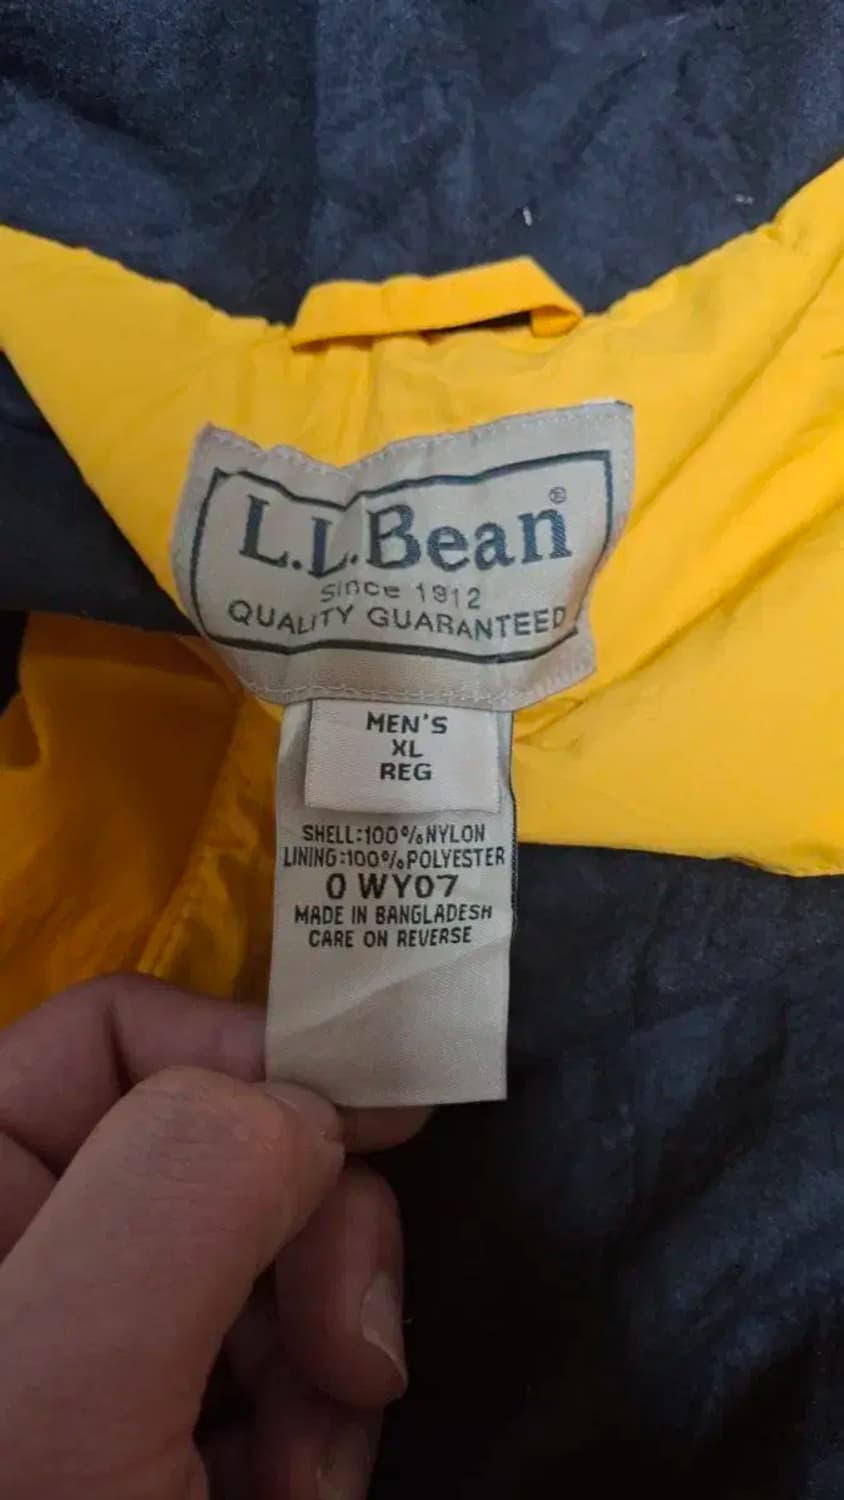 L.L.Bean®
Since 1912
QUALITY GUARANTEED
MEN'S
XL
REG
SHELL:100%NYLON
LINING:100%POLYESTER
0 WY07
MADE IN BANGLADESH
CARE ON REVERSE